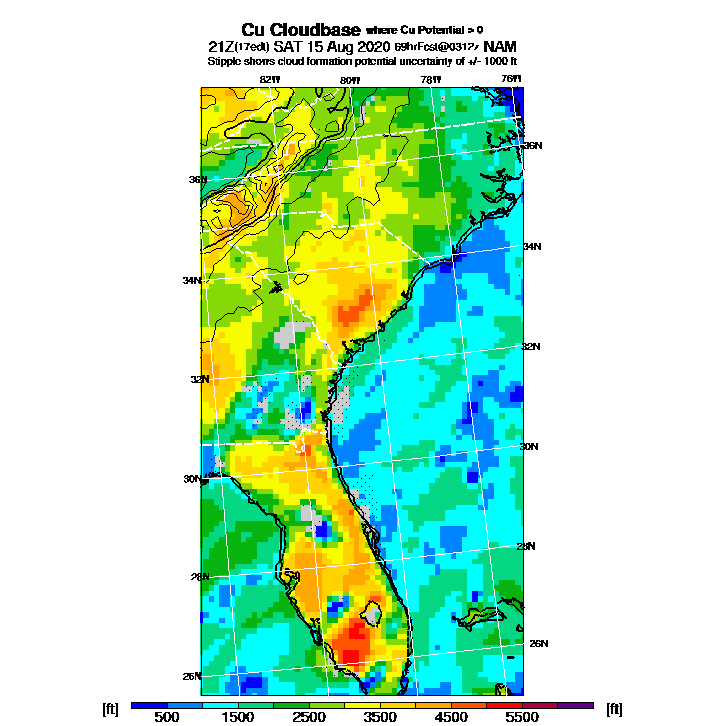 Cu Cloudbase where Cu Potential > 0
21Z(17edt) SAT 15 Aug 2020 69hrFcst@0312z NAM
Stipple shows cloud formation potential uncertainty of +/- 1000 ft
82W 80W 78W 76W
36N
36N
34N
34N
32N
32N
30N
30N
28N
28N
26N
26N
[ft] 500 1500 2500 3500 4500 5500 [ft]